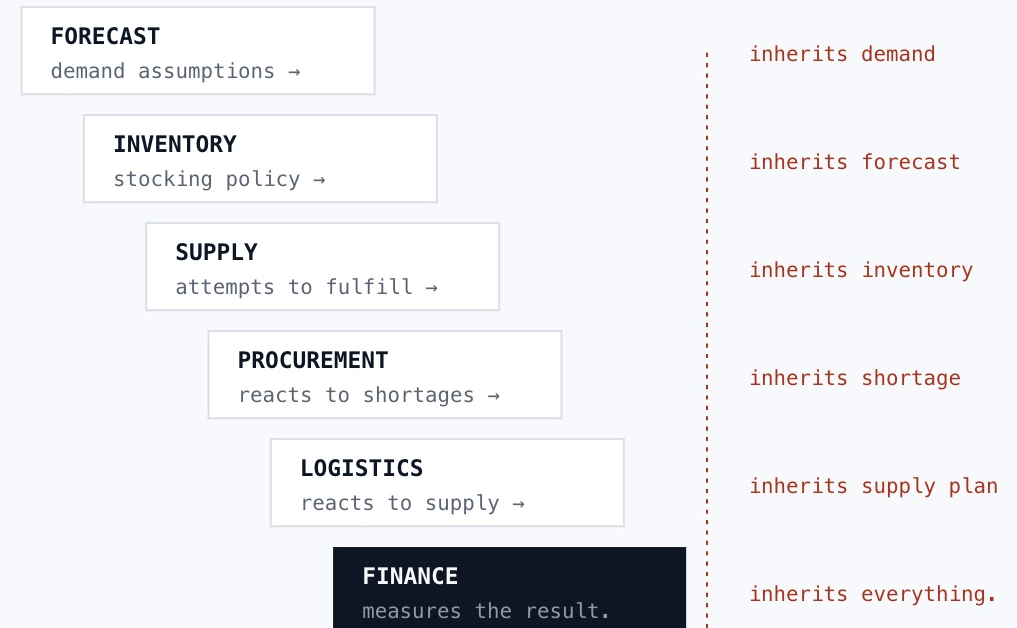 FORECAST
demand assumptions →
inherits demand
INVENTORY
stocking policy →
inherits forecast
SUPPLY
attempts to fulfill →
inherits inventory
PROCUREMENT
reacts to shortages →
inherits shortage
LOGISTICS
reacts to supply →
inherits supply plan
FINANCE
measures the result.
inherits everything.